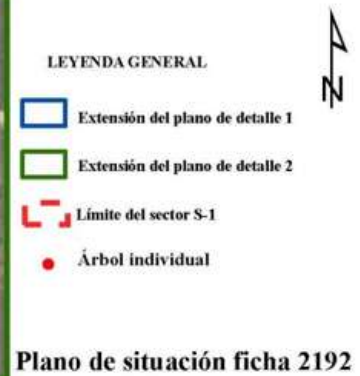 N
LEYENDA GENERAL
Extensión del plano de detalle 1
Extensión del plano de detalle 2
Límite del sector S-1
Árbol individual
Plano de situación ficha 2192